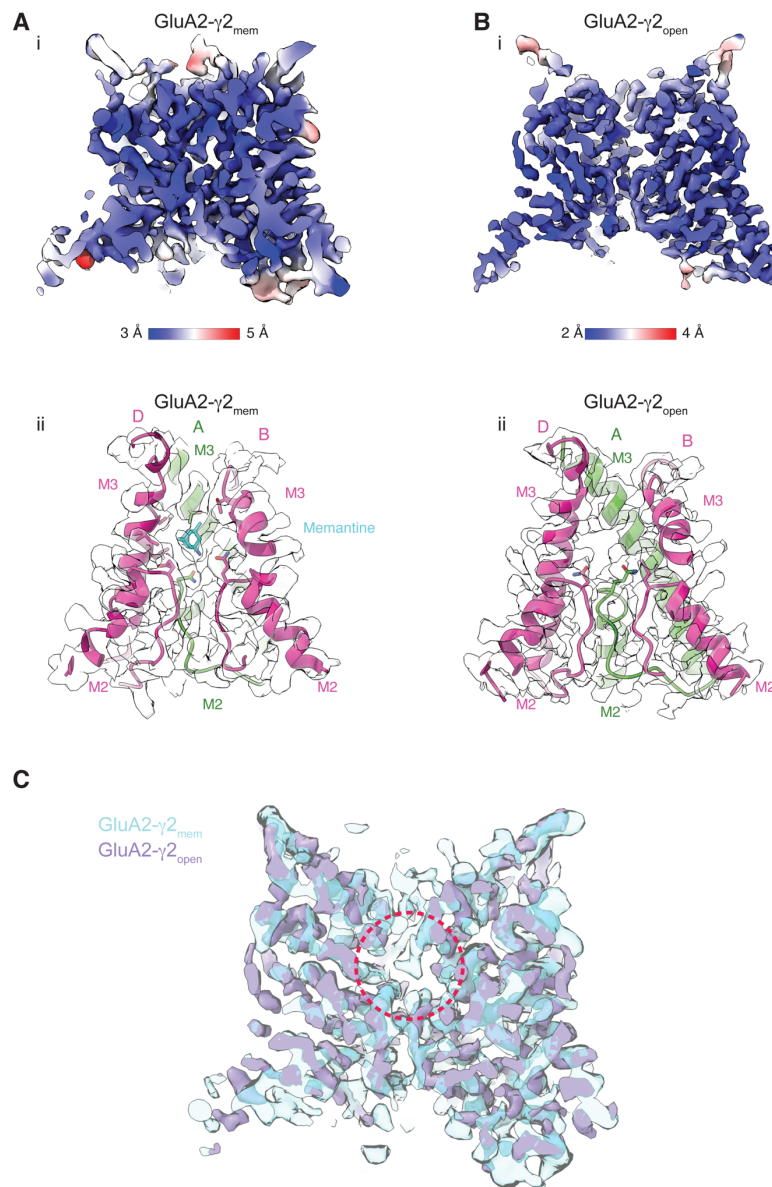 A
GluA2-γ2mem
i
3 Å
5 Å
B
GluA2-γ2open
i
2 Å
4 Å
ii
GluA2-γ2mem
D
A
M3
B
M3
M3
Memantine
M2
M2
M2
ii
GluA2-γ2open
D
A
M3
B
M3
M3
M2
M2
M2
C
GluA2-γ2mem
GluA2-γ2open